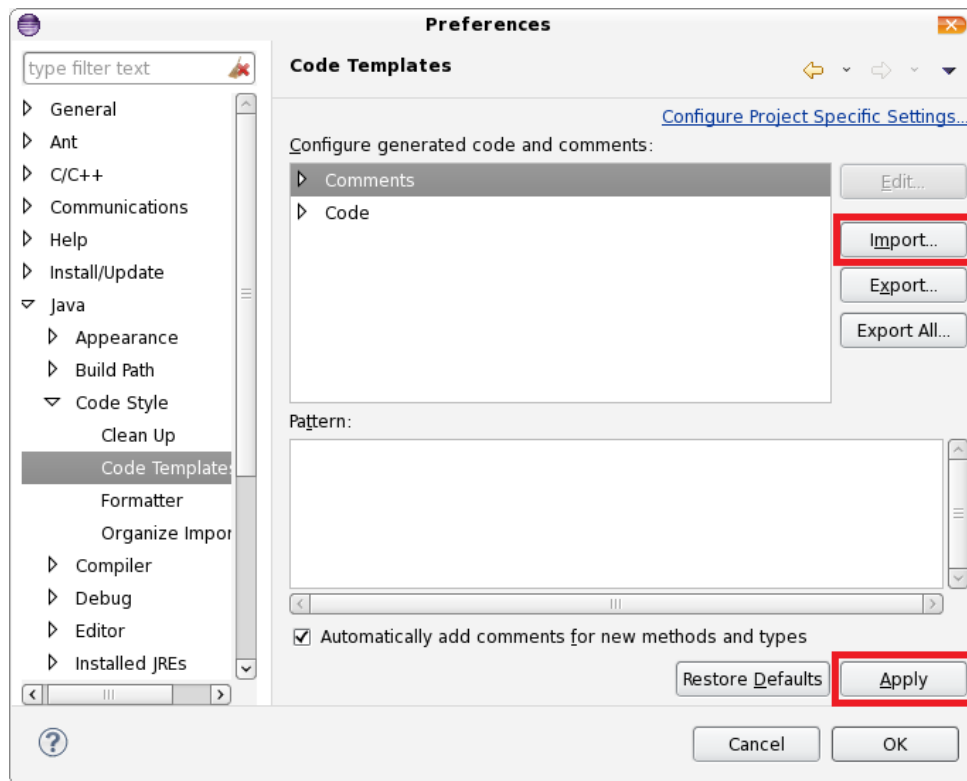 Preferences
type filter text
Code Templates
General
Ant
C/C++
Communications
Help
Install/Update
Java
Appearance
Build Path
Code Style
Clean Up
Code Templates
Formatter
Organize Impor
Compiler
Debug
Editor
Installed JREs
Configure Project Specific Settings...
Configure generated code and comments:
Comments
Code
Edit...
Import...
Export...
Export All...
Pattern:
Automatically add comments for new methods and types
Restore Defaults
Apply
Cancel
OK